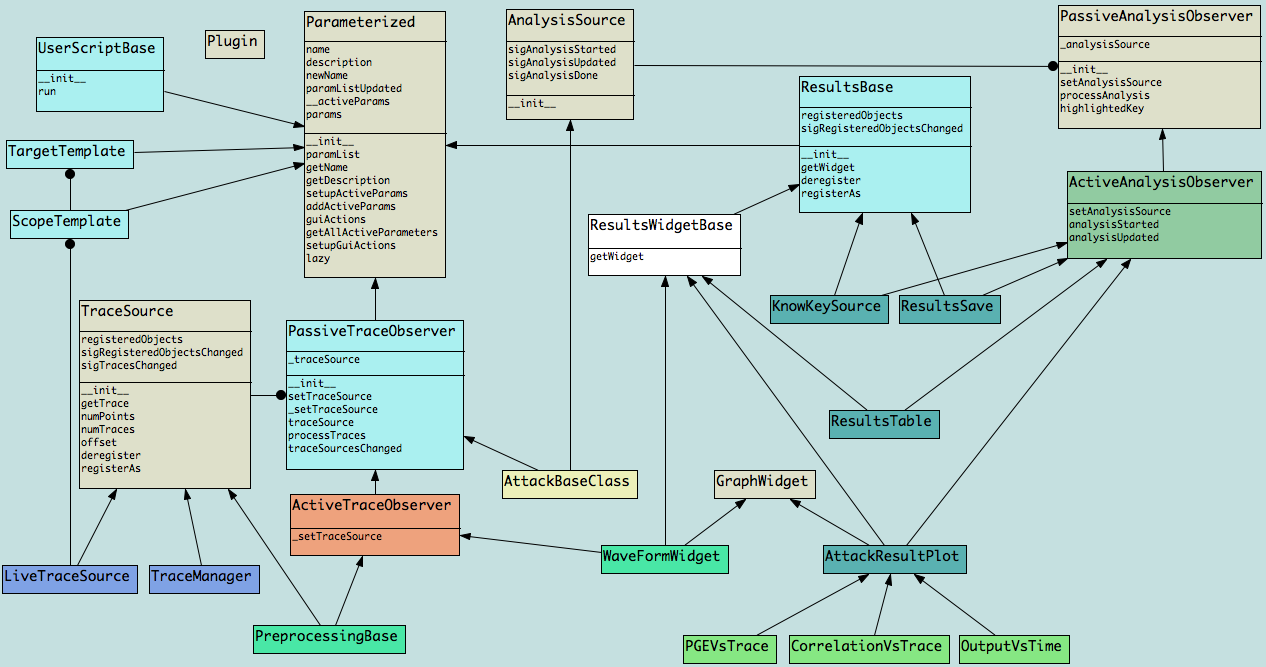 UserScriptBase
__init__
run
Plugin
Parameterized
name
description
newName
paramListUpdated
__activeParams
params
__init__
paramList
getName
getDescription
setupActiveParams
addActiveParams
guiActions
getAllActiveParameters
setupGuiActions
lazy
AnalysisSource
sigAnalysisStarted
sigAnalysisUpdated
sigAnalysisDone
__init__
PassiveAnalysisObserver
_analysisSource
__init__
setAnalysisSource
processAnalysis
highlightedKey
ResultsBase
registeredObjects
sigRegisteredObjectsChanged
__init__
getWidget
deregister
registerAs
TargetTemplate
ScopeTemplate
ActiveAnalysisObserver
setAnalysisSource
analysisStarted
analysisUpdated
ResultsWidgetBase
getWidget
KnowKeySource
ResultsSave
TraceSource
registeredObjects
sigRegisteredObjectsChanged
sigTracesChanged
__init__
getTrace
numPoints
numTraces
offset
deregister
registerAs
PassiveTraceObserver
_traceSource
__init__
setTraceSource
_setTraceSource
traceSource
processTraces
traceSourcesChanged
ResultsTable
AttackBaseClass
GraphWidget
ActiveTraceObserver
_setTraceSource
WaveFormWidget
AttackResultPlot
LiveTraceSource
TraceManager
PreprocessingBase
PGEVsTrace
CorrelationVsTrace
OutputVsTime